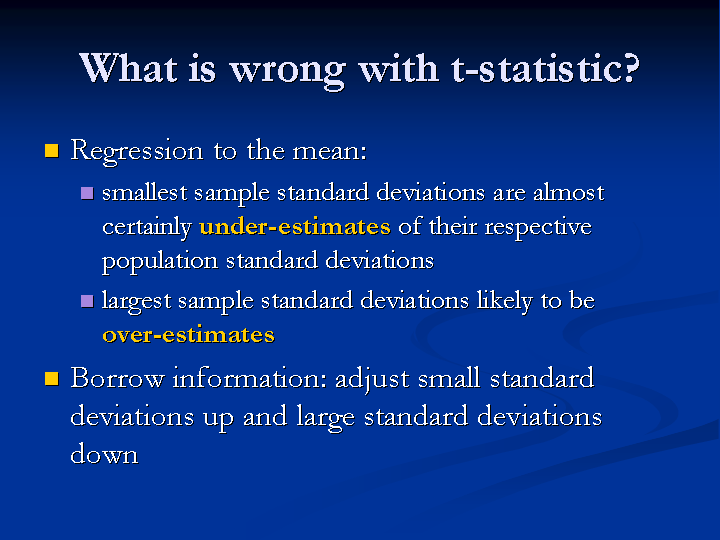 What is wrong with t-statistic?
Regression to the mean:
smallest sample standard deviations are almost
certainly under-estimates of their respective
population standard deviations
largest sample standard deviations likely to be
over-estimates
Borrow information: adjust small standard
deviations up and large standard deviations
down